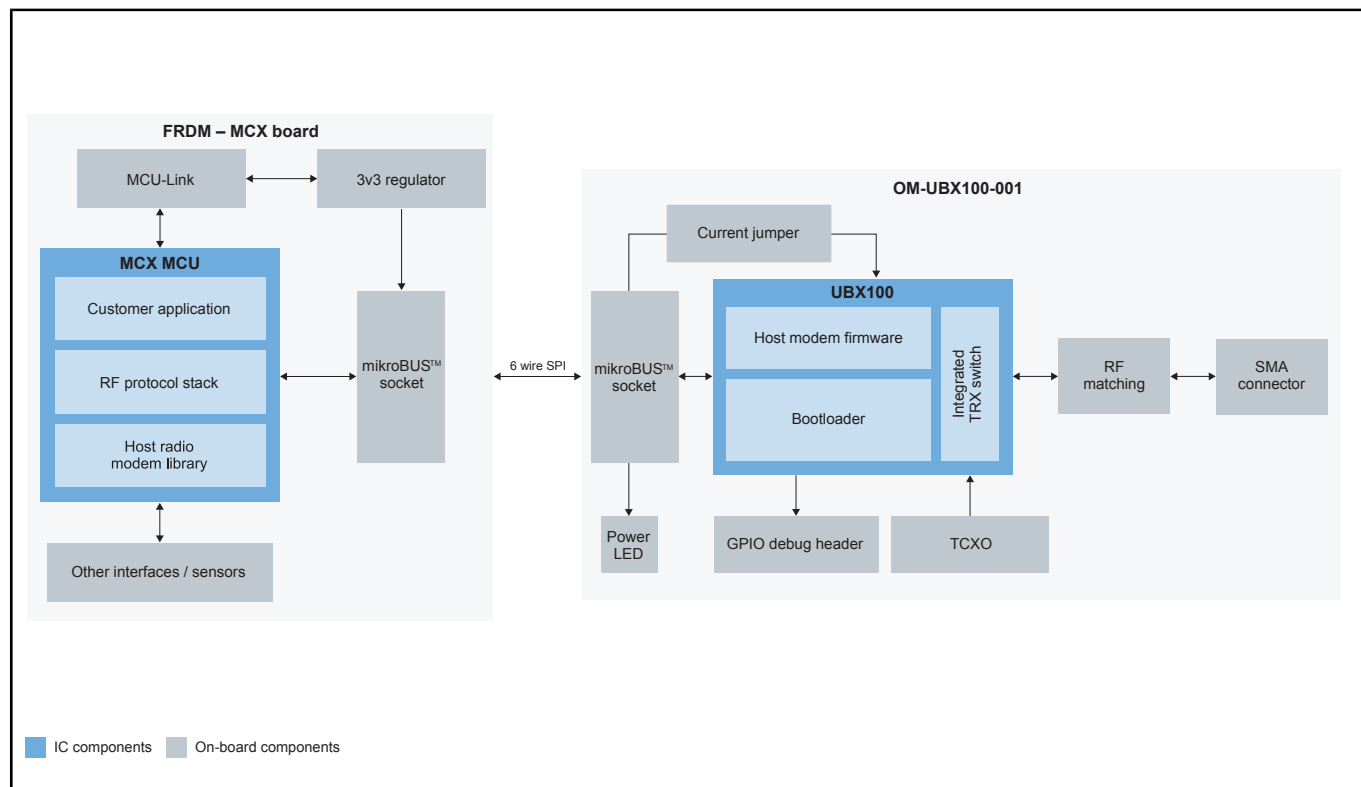 FRDM – MCX board
MCU-Link
3v3 regulator
MCX MCU
Customer application
RF protocol stack
Host radio
modem library
mikroBUS™
socket
Other interfaces / sensors
6 wire SPI
OM-UBX100-001
Current jumper
mikroBUS™
socket
UBX100
Host modem firmware
Bootloader
Integrated
TRX switch
RF
matching
SMA
connector
Power
LED
GPIO debug header
TCXO
IC components
On-board components